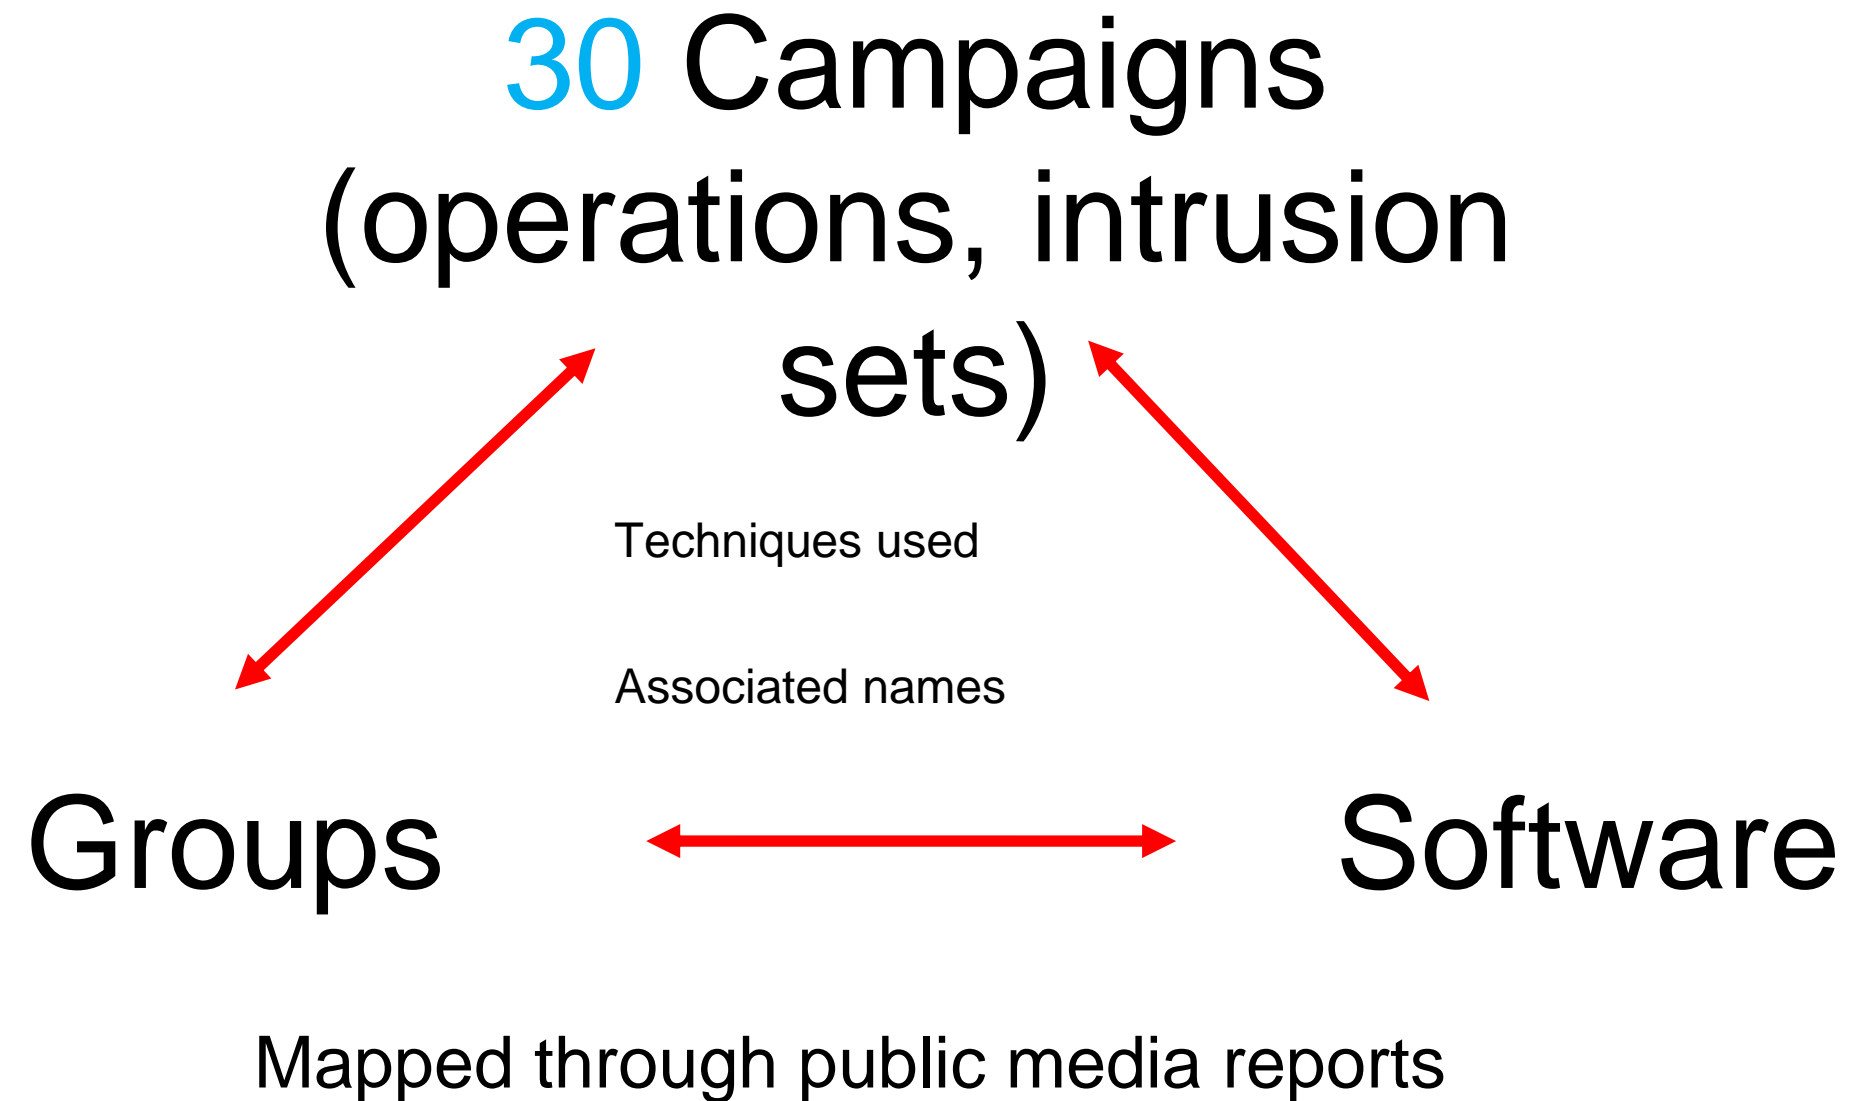 30 Campaigns
(operations, intrusion
sets)
Techniques used
Associated names
Groups
Software
Mapped through public media reports